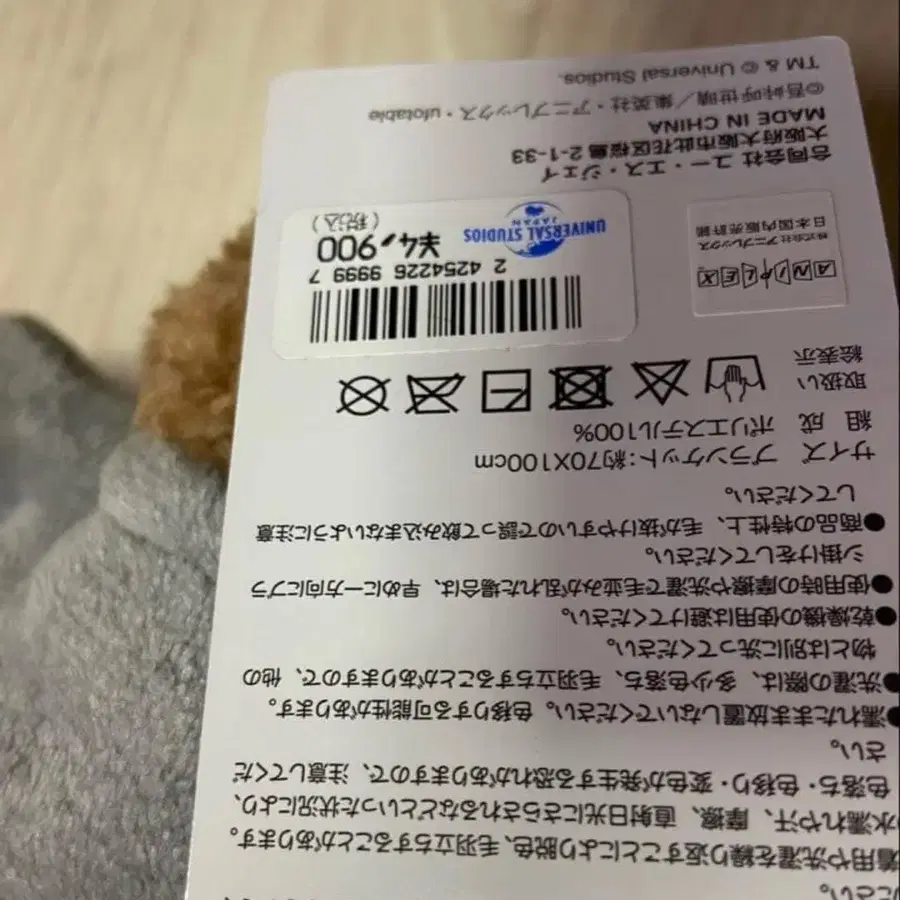 さい。
着用や洗濯を繰り返すことにより、脱色、毛羽立ちすることがあります。
水濡れや汗、摩擦、直射日光にさらされるなどといった状況により、
色落ち・色移り・変色が発生する恐れがありますので、注意してくだ
さい。
●濡れたまま放置しないでください。色移りする可能性があります。
●洗濯の際は、多少色落ち、毛羽立ちすることがありますので、他の
物とは別に洗ってください。
●乾燥機の使用は避けてください。
●使用時の摩擦や洗濯で毛並みが乱れた場合は、早めに一方向にブラ
シ掛けをしてください。
●商品の特性上、毛が抜けやすいので誤って飲み込まないように注意
してください。
サイズ ブランケット:約70X100cm
組 成 ポリエステル100%
取扱い
絵表示
2 4254226 9999 7
¥4,900
(税込)
UNIVERSAL STUDIOS
JAPAN
ANIPLEX
株式会社アニプレックス
日本国内販売許諾
合同会社 ユー・エス・ジェイ
大阪府大阪市此花区桜島 2-1-33
MADE IN CHINA
©吾峠呼世晴／集英社・アニプレックス・ufotable
TM & © Universal Studios.